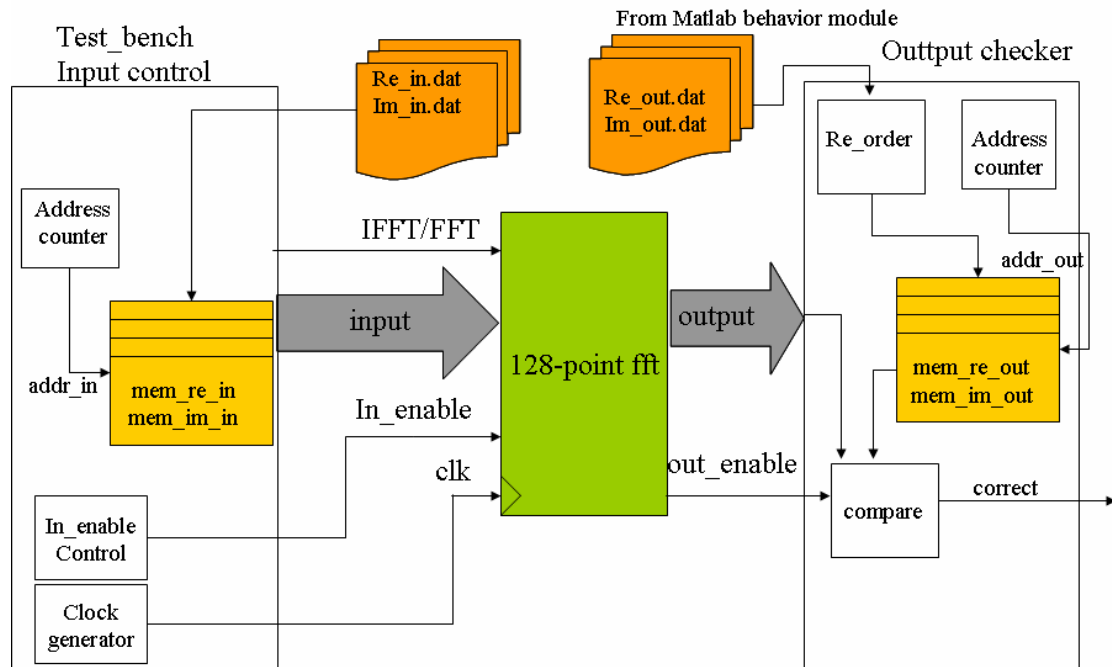 From Matlab behavior module
Test_bench
Input control
Outtput checker
Re_in.dat
Im_in.dat
Re_out.dat
Im_out.dat
Re_order
Address
counter
Address
counter
IFFT/FFT
addr_out
input
output
128-point fft
addr_in
mem_re_in
mem_im_in
mem_re_out
mem_im_out
In_enable
clk
out_enable
correct
compare
In_enable
Control
Clock
generator